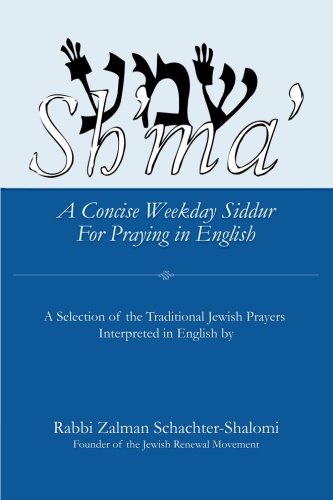 שמע
Sh'ma'
A Concise Weekday Siddur
For Praying in English
A Selection of the Traditional Jewish Prayers
Interpreted in English by
Rabbi Zalman Schachter-Shalomi
Founder of the Jewish Renewal Movement